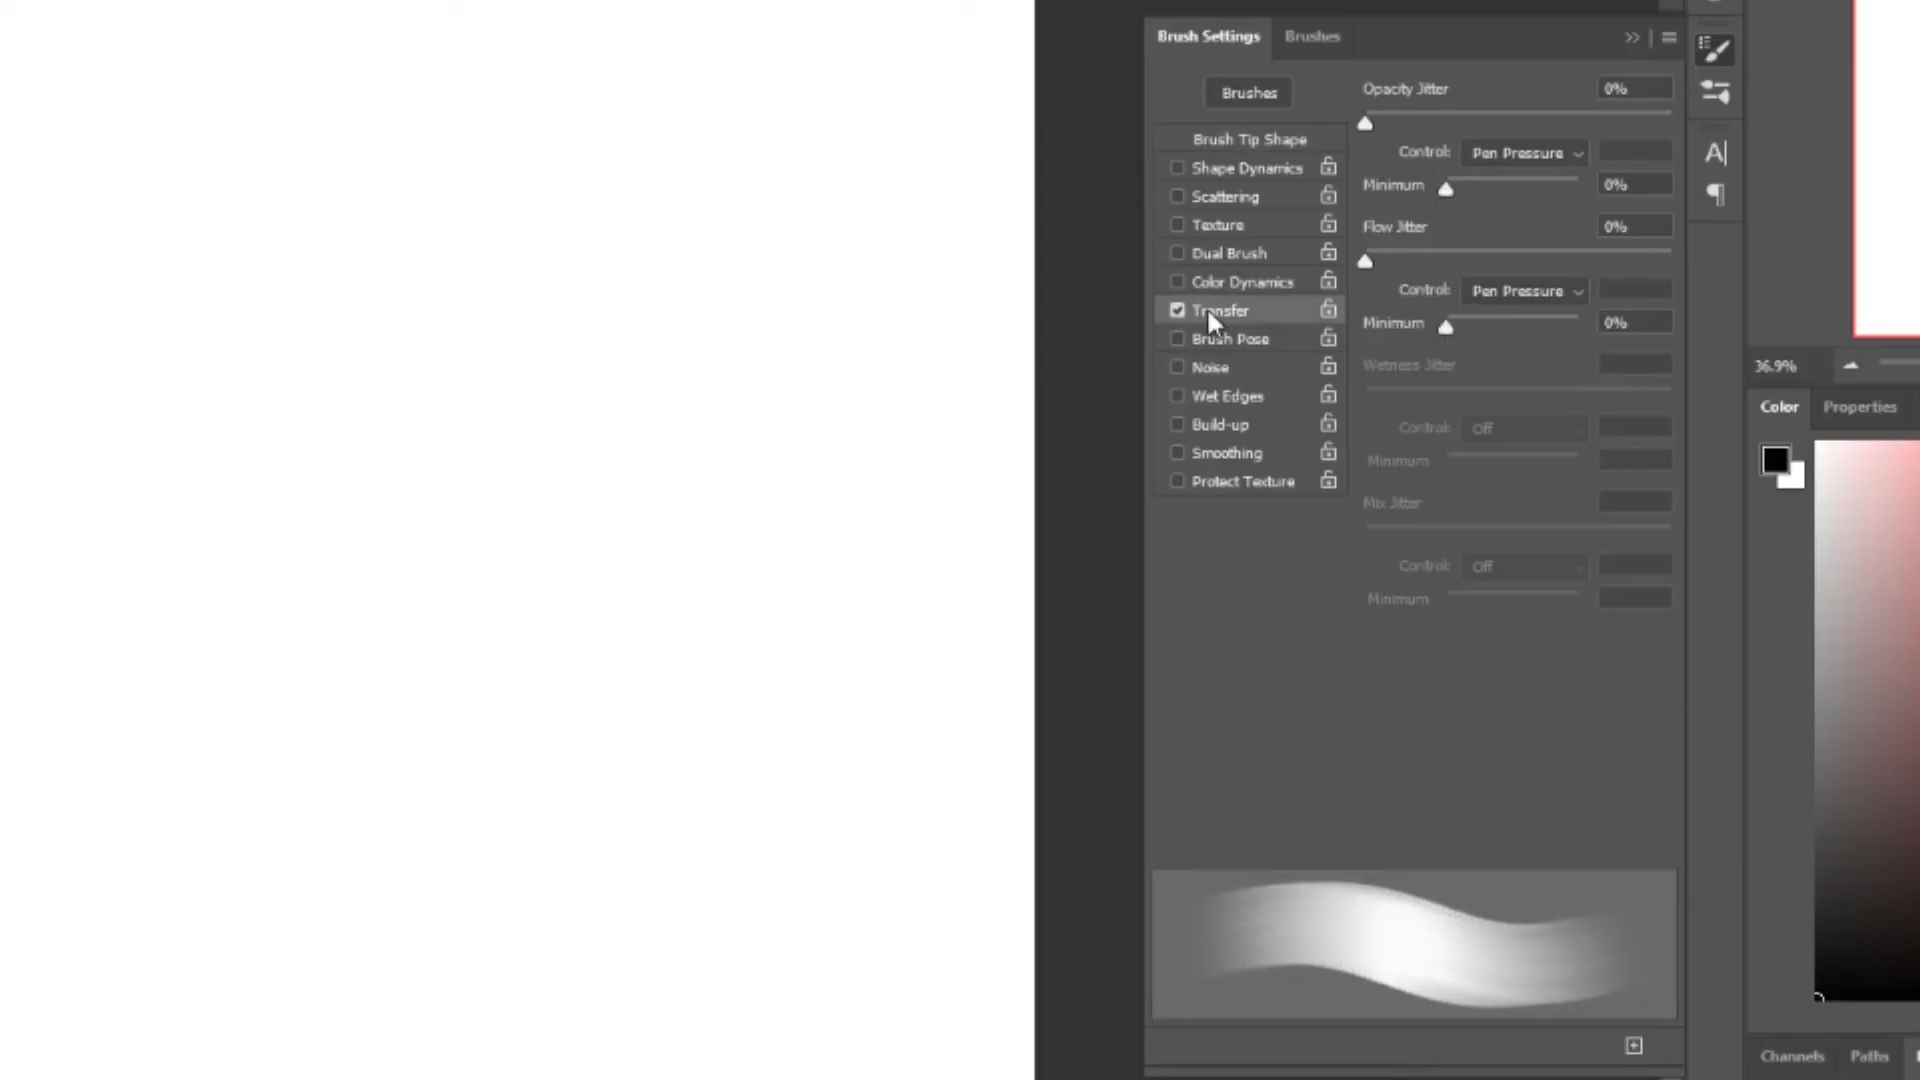 Brush Settings
Brushes
Brushes
Brush Tip Shape
Shape Dynamics
Scattering
Texture
Dual Brush
Color Dynamics
Transfer
Brush Pose
Noise
Wet Edges
Build-up
Smoothing
Protect Texture
Opacity Jitter
0%
Control: Pen Pressure
Minimum
0%
Flow Jitter
0%
Control: Pen Pressure
Minimum
0%
Wetness Jitter
Control: Off
Minimum
Mix Jitter
Control: Off
Minimum
A|
¶
36.9%
Color
Properties
Channels
Paths